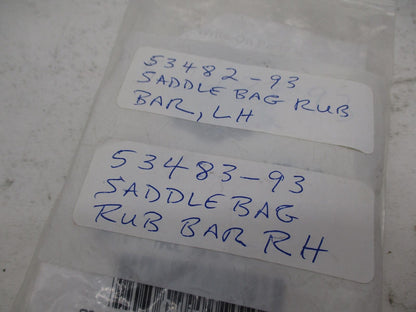 53482-93
SADDLEBAG RUB
BAR, LH
53483-93
SADDLEBAG
RUB BAR RH